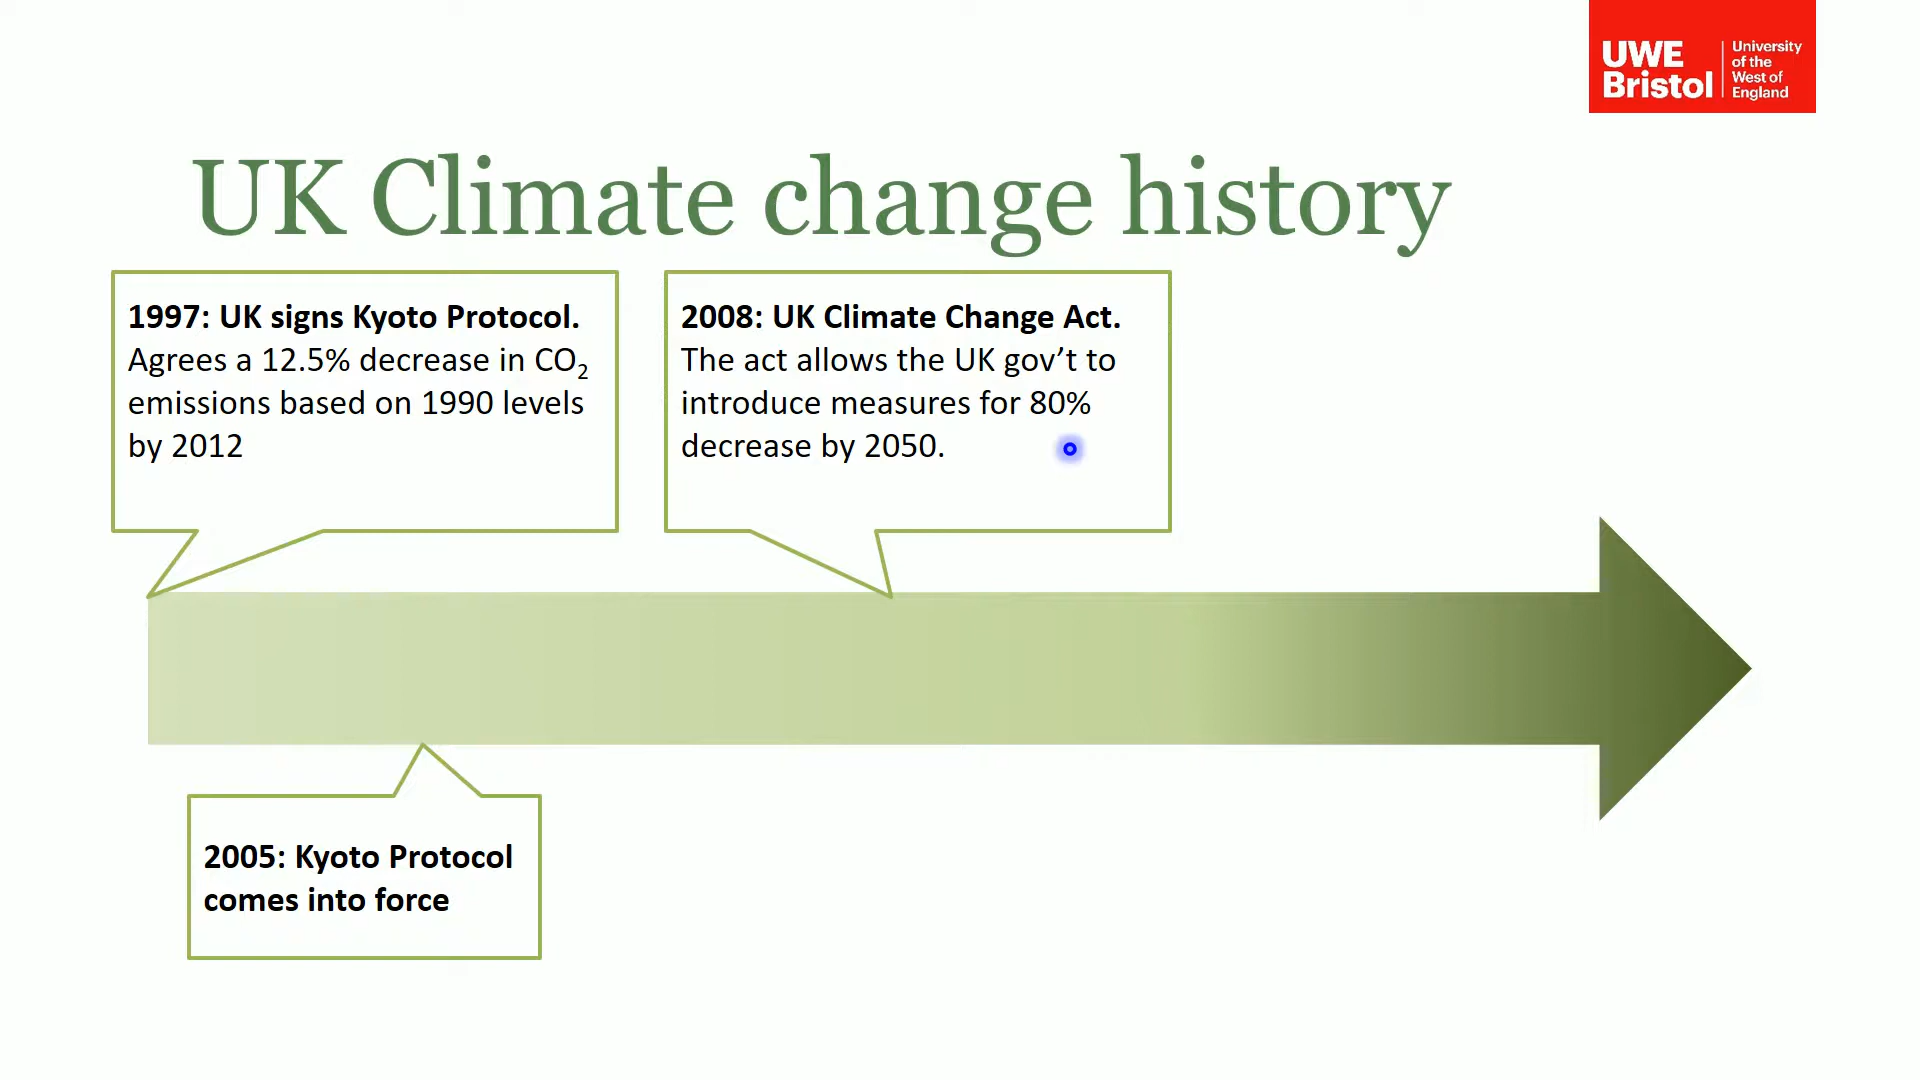 UWE
Bristol
University
of the
West of
England
UK Climate change history
1997: UK signs Kyoto Protocol.
Agrees a 12.5% decrease in CO₂
emissions based on 1990 levels
by 2012
2008: UK Climate Change Act.
The act allows the UK gov’t to
introduce measures for 80%
decrease by 2050.
2005: Kyoto Protocol
comes into force